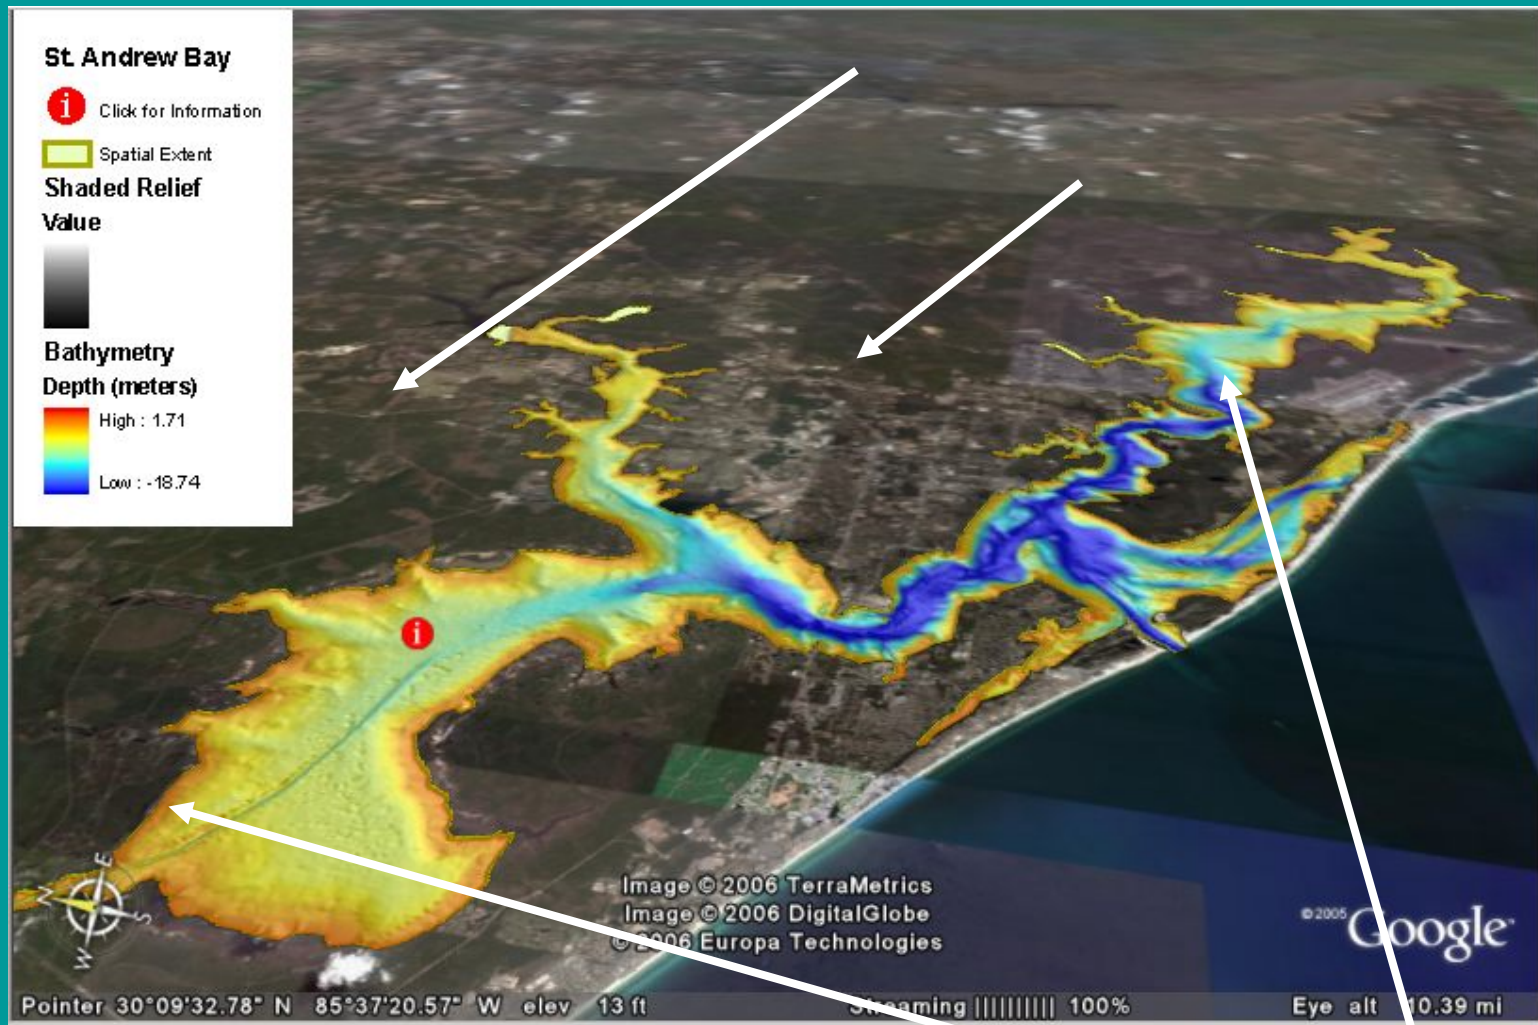 St. Andrew Bay
i Click for Information
Spatial Extent
Shaded Relief
Value
Bathymetry
Depth (meters)
High : 1.71
Low : -18.74
i
N E S W
Image © 2006 TerraMetrics
Image © 2006 DigitalGlobe
© 2006 Europa Technologies
©2005 Google™
Pointer 30°09'32.78" N 85°37'20.57" W elev 13 ft Streaming |||||||||| 100% Eye alt 10.39 mi